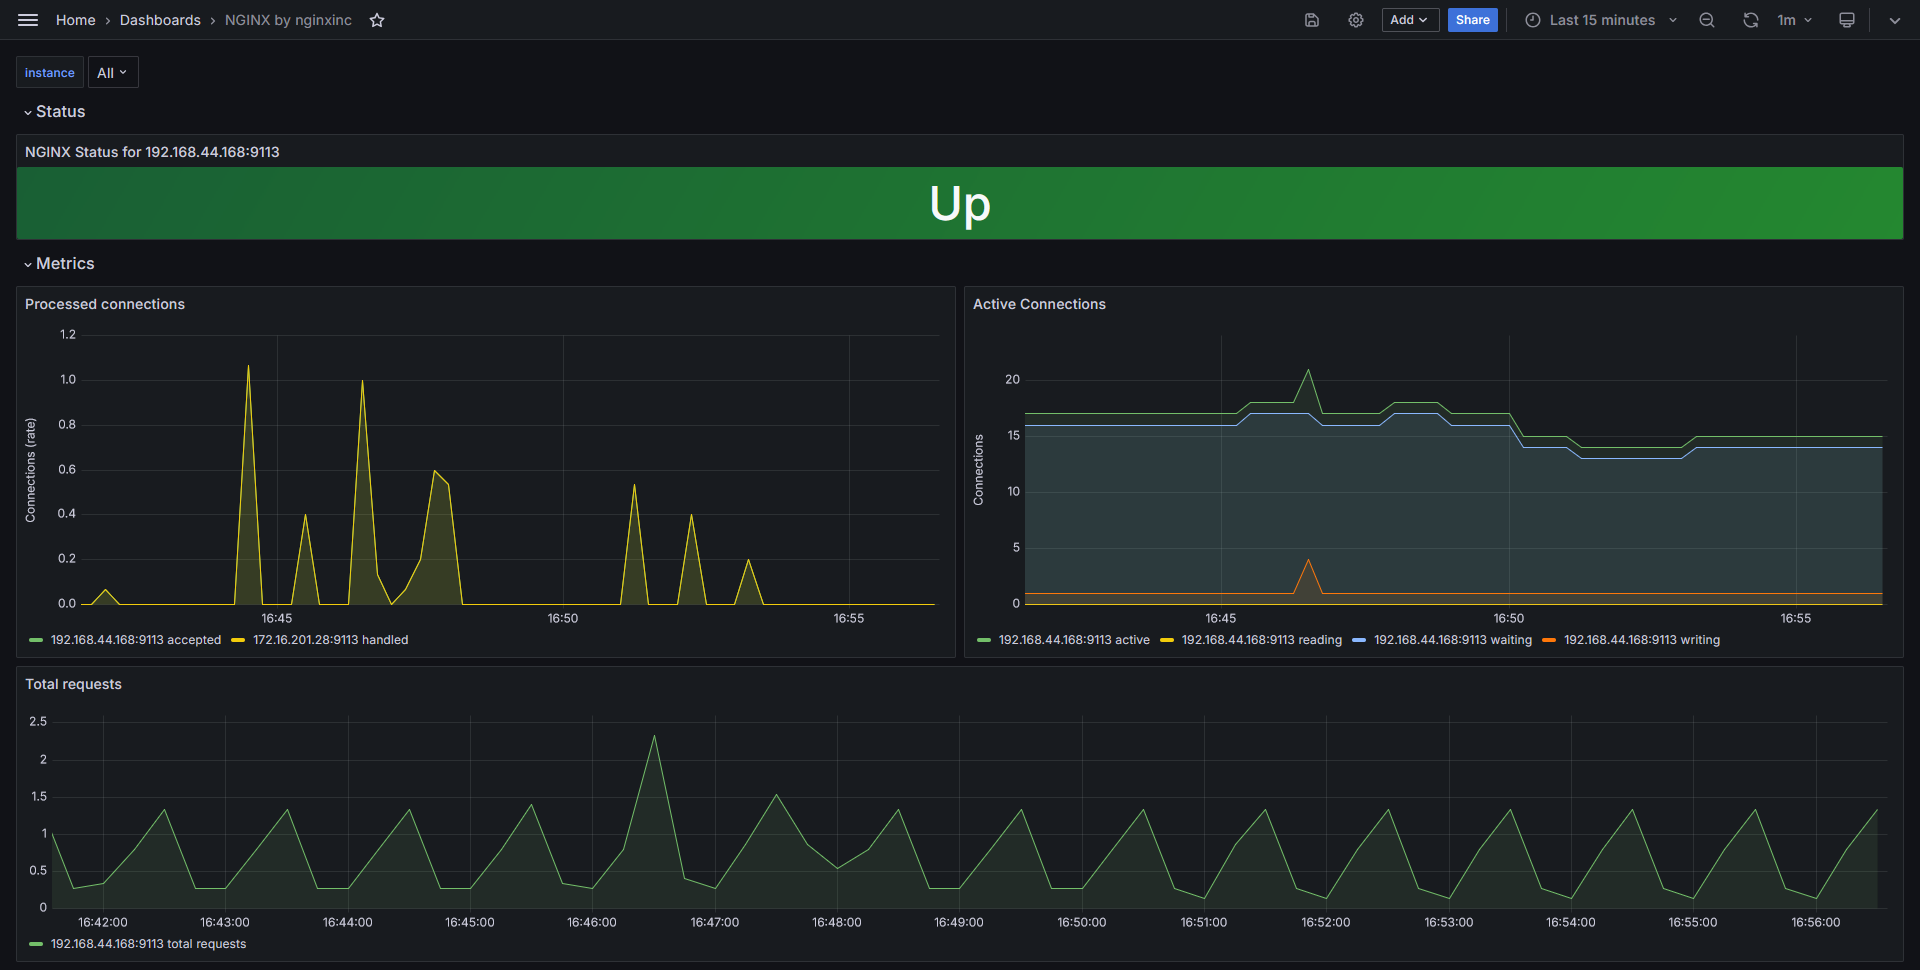 Home › Dashboards › NGINX by nginxinc
Add
Share
Last 15 minutes
1m
instance
All
Status
NGINX Status for 192.168.44.168:9113
Up
Metrics
Processed connections
Connections (rate)
1.2
1.0
0.8
0.6
0.4
0.2
0.0
16:45 16:50 16:55
192.168.44.168:9113 accepted 172.16.201.28:9113 handled
Active Connections
Connections
20
15
10
5
0
16:45 16:50 16:55
192.168.44.168:9113 active 192.168.44.168:9113 reading 192.168.44.168:9113 waiting 192.168.44.168:9113 writing
Total requests
2.5
2
1.5
1
0.5
0
16:42:00 16:43:00 16:44:00 16:45:00 16:46:00 16:47:00 16:48:00 16:49:00 16:50:00 16:51:00 16:52:00 16:53:00 16:54:00 16:55:00 16:56:00
192.168.44.168:9113 total requests